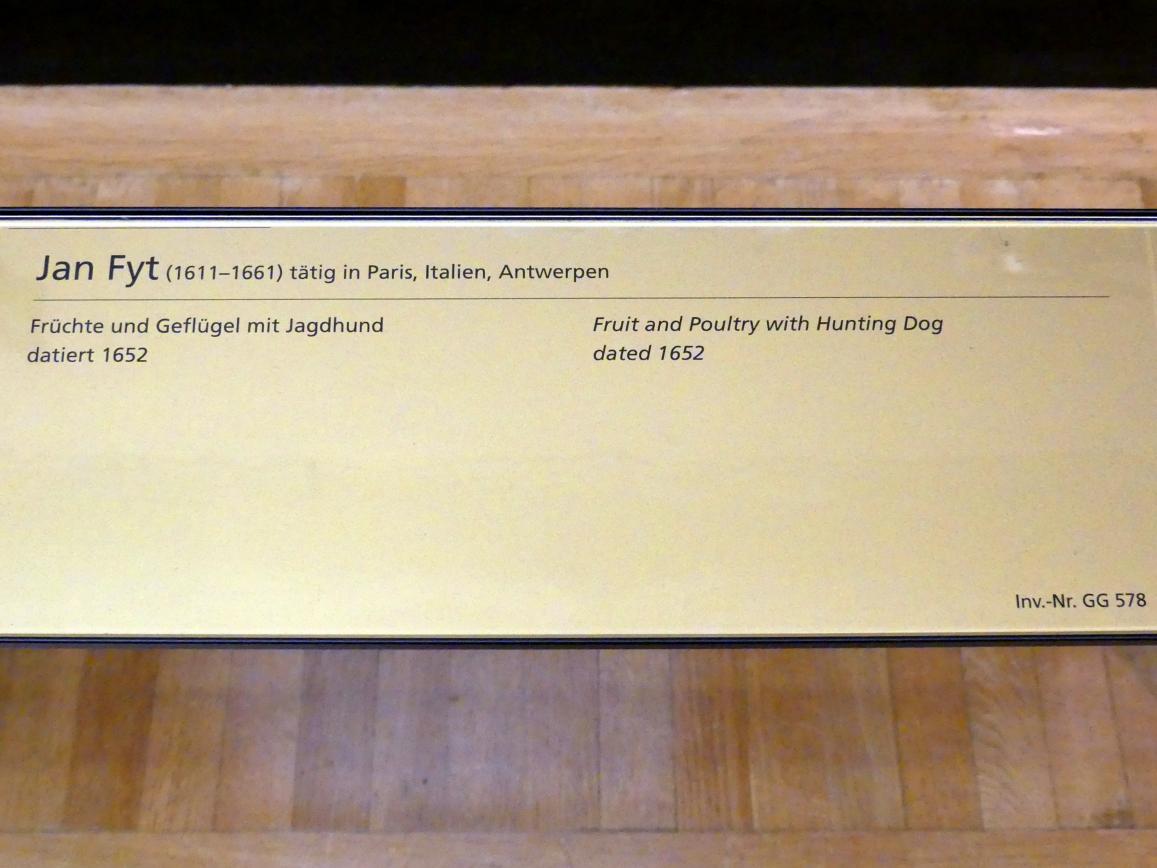 Jan Fyt (1611–1661) tätig in Paris, Italien, Antwerpen
Früchte und Geflügel mit Jagdhund
datiert 1652
Fruit and Poultry with Hunting Dog
dated 1652
Inv.-Nr. GG 578